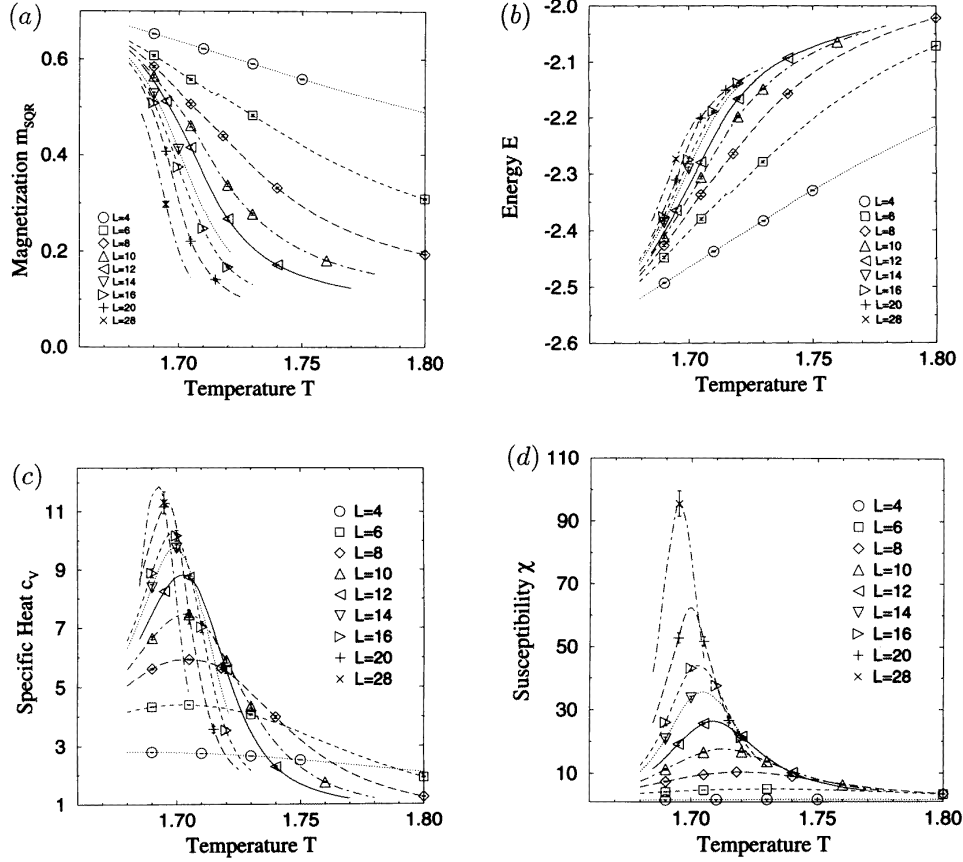 (a)
Magnetization m_SQR
0.6
0.4
0.2
0.0
L=4
L=6
L=8
L=10
L=12
L=14
L=16
L=20
L=28
1.70
1.75
1.80
Temperature T
(b)
Energy E
-2.0
-2.1
-2.2
-2.3
-2.4
-2.5
-2.6
L=4
L=6
L=8
L=10
L=12
L=14
L=16
L=20
L=28
1.70
1.75
1.80
Temperature T
(c)
Specific Heat c_v
11
9
7
5
3
1
L=4
L=6
L=8
L=10
L=12
L=14
L=16
L=20
L=28
1.70
1.75
1.80
Temperature T
(d)
Susceptibility χ
110
90
70
50
30
10
L=4
L=6
L=8
L=10
L=12
L=14
L=16
L=20
L=28
1.70
1.75
1.80
Temperature T